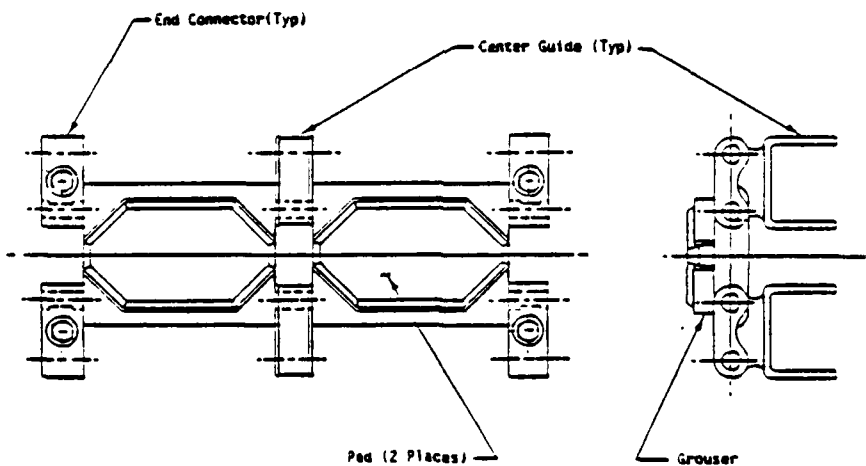 End Connector(Typ)
Center Guide (Typ)
Pad (2 Places)
Grouser